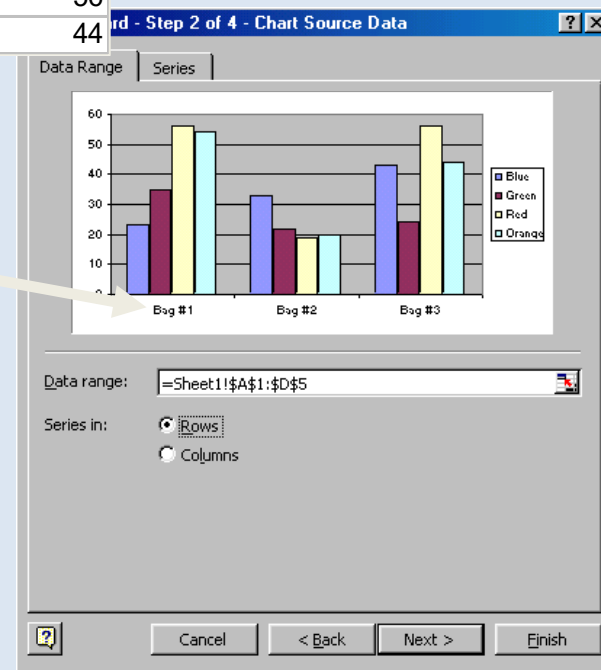 44
rd - Step 2 of 4 - Chart Source Data
Data Range Series
60
50
40
30
20
10
Blue
Green
Red
Orange
Bag #1 Bag #2 Bag #3
Data range: =Sheet1!$A$1:$D$5
Series in: Rows
Columns
Cancel < Back Next > Finish